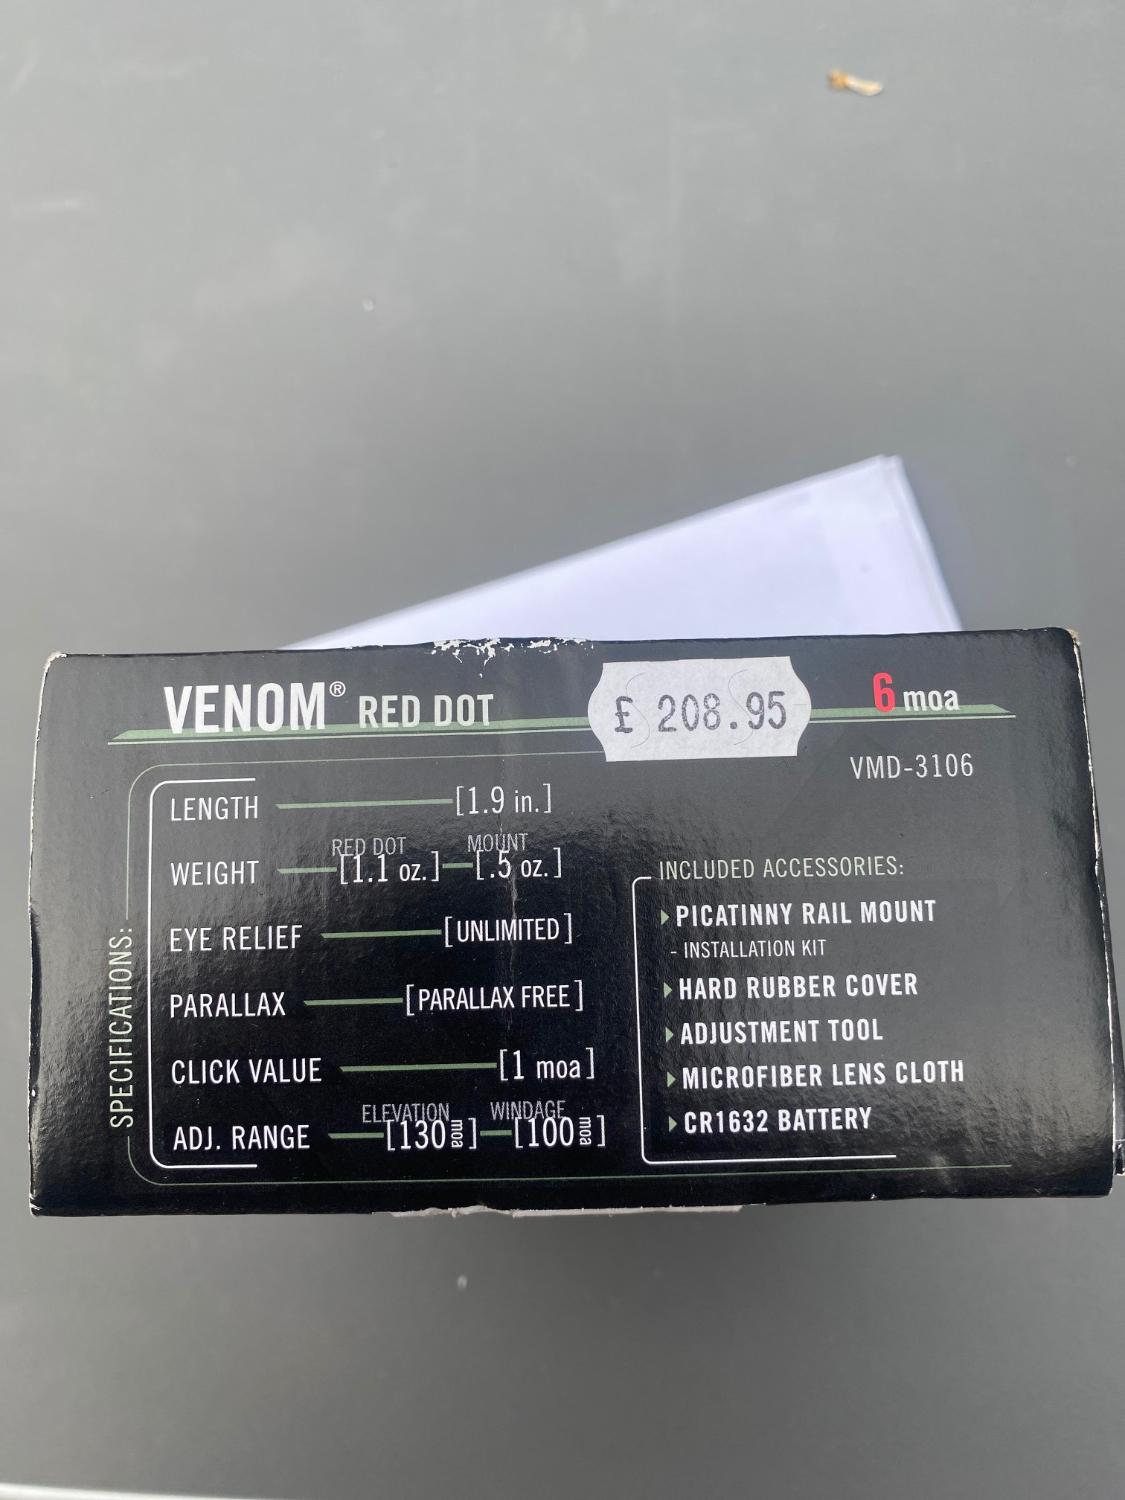 VENOM® RED DOT
£ 208.95
6 moa
VMD-3106
SPECIFICATIONS:
LENGTH [1.9 in.]
RED DOT MOUNT
WEIGHT [1.1 oz.] [.5 oz.]
EYE RELIEF [UNLIMITED]
PARALLAX [PARALLAX FREE]
CLICK VALUE [1 moa]
ELEVATION WINDAGE
ADJ. RANGE [130 moa] [100 moa]
INCLUDED ACCESSORIES:
PICATINNY RAIL MOUNT
- INSTALLATION KIT
HARD RUBBER COVER
ADJUSTMENT TOOL
MICROFIBER LENS CLOTH
CR1632 BATTERY